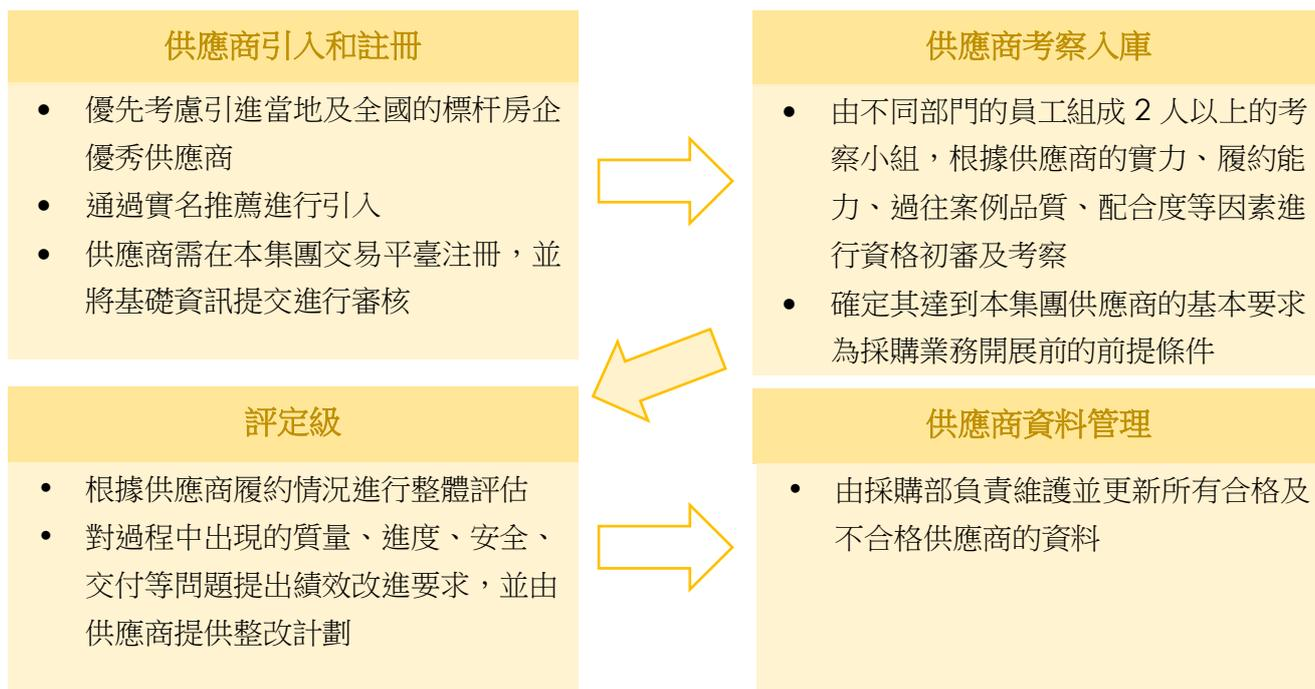 供應商引入和註冊
• 優先考慮引進當地及全國的標杆房企
優秀供應商
• 通過實名推薦進行引入
• 供應商需在本集團交易平臺注冊，並
將基礎資訊提交進行審核
供應商考察入庫
• 由不同部門的員工組成 2 人以上的考
察小組，根據供應商的實力、履約能
力、過往案例品質、配合度等因素進
行資格初審及考察
• 確定其達到本集團供應商的基本要求
為採購業務開展前的前提條件
評定級
• 根據供應商履約情況進行整體評估
• 對過程中出現的質量、進度、安全、
交付等問題提出績效改進要求，並由
供應商提供整改計劃
供應商資料管理
• 由採購部負責維護並更新所有合格及
不合格供應商的資料